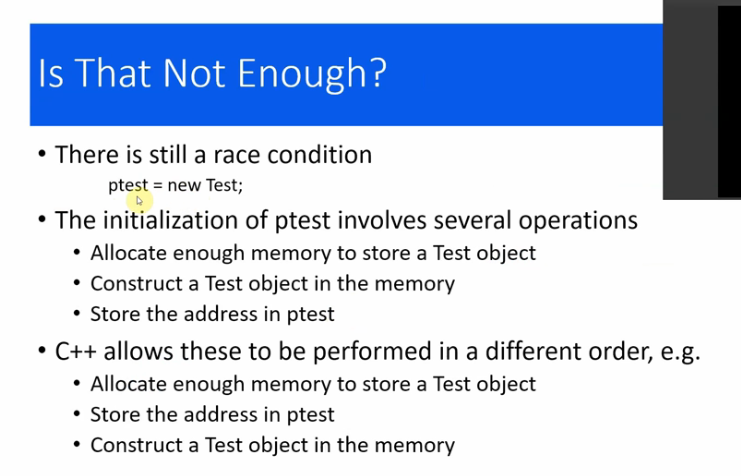 Is That Not Enough?
• There is still a race condition
ptest = new Test;
• The initialization of ptest involves several operations
• Allocate enough memory to store a Test object
• Construct a Test object in the memory
• Store the address in ptest
• C++ allows these to be performed in a different order, e.g.
• Allocate enough memory to store a Test object
• Store the address in ptest
• Construct a Test object in the memory